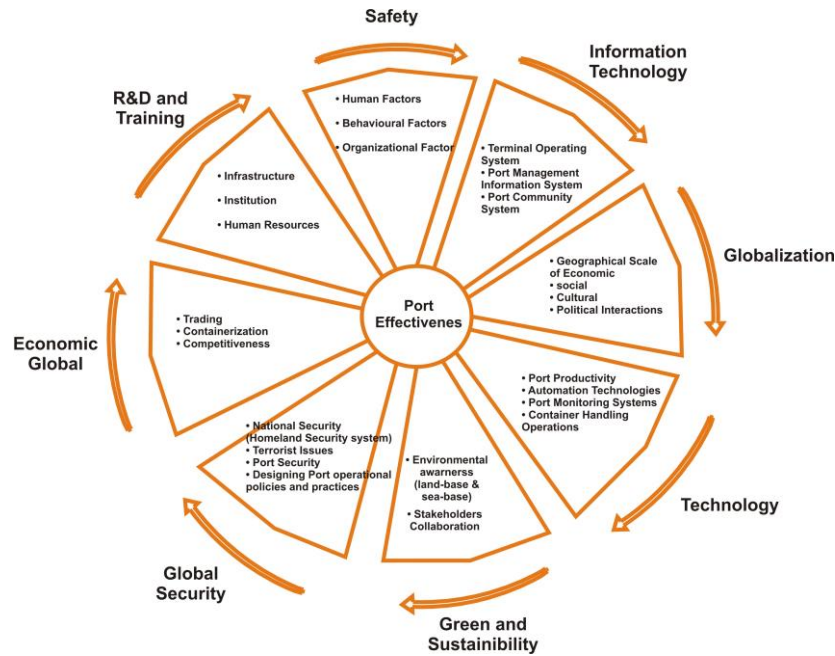 Safety
• Human Factors
• Behavioural Factors
• Organizational Factor
Information
Technology
• Terminal Operating
System
• Port Management
Information System
• Port Community
System
Globalization
• Geographical Scale
of Economic
• social
• Cultural
• Political Interactions
Technology
• Port Productivity
• Automation Technologies
• Port Monitoring Systems
• Container Handling
Operations
Green and
Sustainibility
• Environmental
awarnerss
(land-base &
sea-base)
• Stakeholders
Collaboration
Global
Security
• National Security
(Homeland Security system)
• Terrorist Issues
• Port Security
• Designing Port operational
policies and practices
Economic
Global
• Trading
• Containerization
• Competitiveness
R&D and
Training
• Infrastructure
• Institution
• Human Resources
Port
Effectivenes